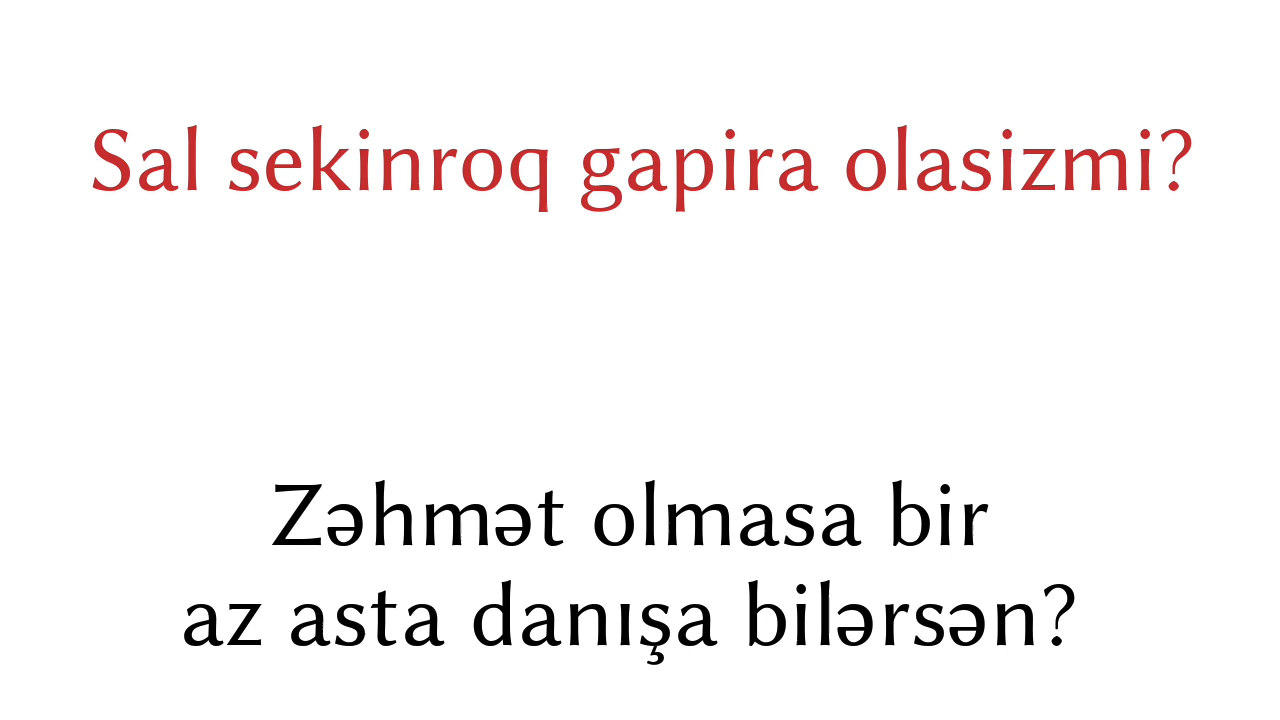 Sal sekinroq gapira olasizmi?
Zəhmət olmasa bir
az asta danışa bilərsən?